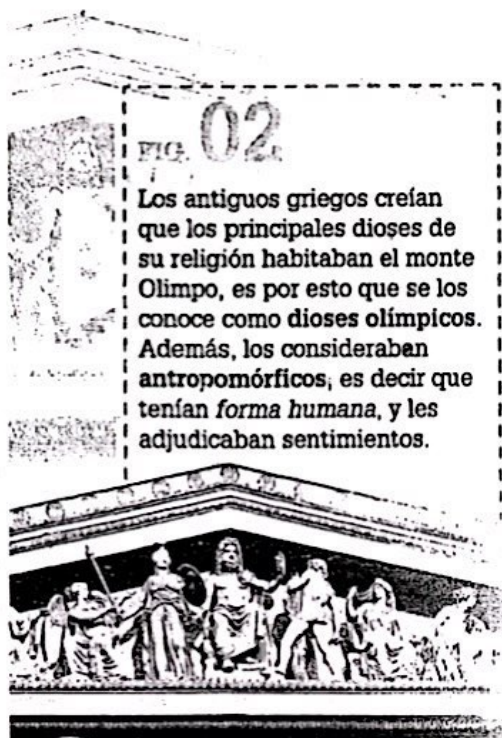 FIG. 02
Los antiguos griegos creían
que los principales dioses de
su religión habitaban el monte
Olimpo, es por esto que se los
conoce como dioses olímpicos.
Además, los consideraban
antropomórficos, es decir que
tenían forma humana, y les
adjudicaban sentimientos.